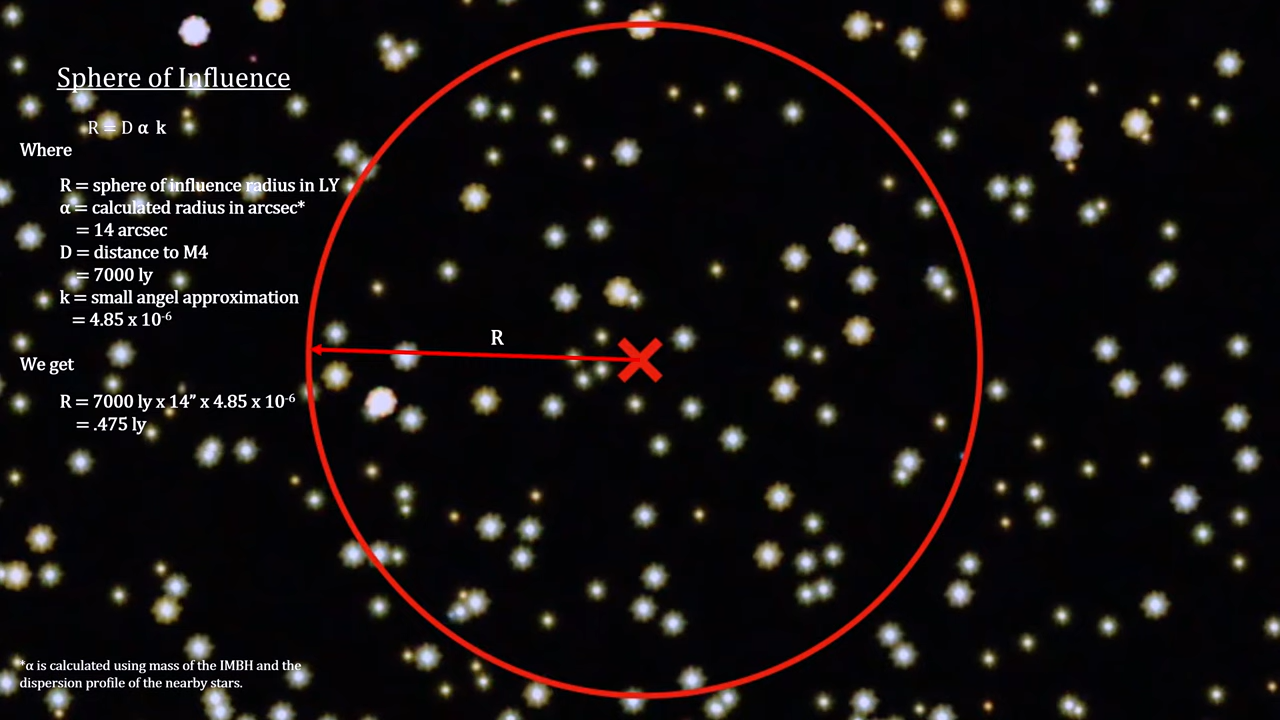 Sphere of Influence
R = D α k
Where
R = sphere of influence radius in LY
α = calculated radius in arcsec*
= 14 arcsec
D = distance to M4
= 7000 ly
k = small angel approximation
= 4.85 x 10⁻⁶
R
We get
R = 7000 ly x 14” x 4.85 x 10⁻⁶
= .475 ly
**α is calculated using mass of the IMBH and the
dispersion profile of the nearby stars.